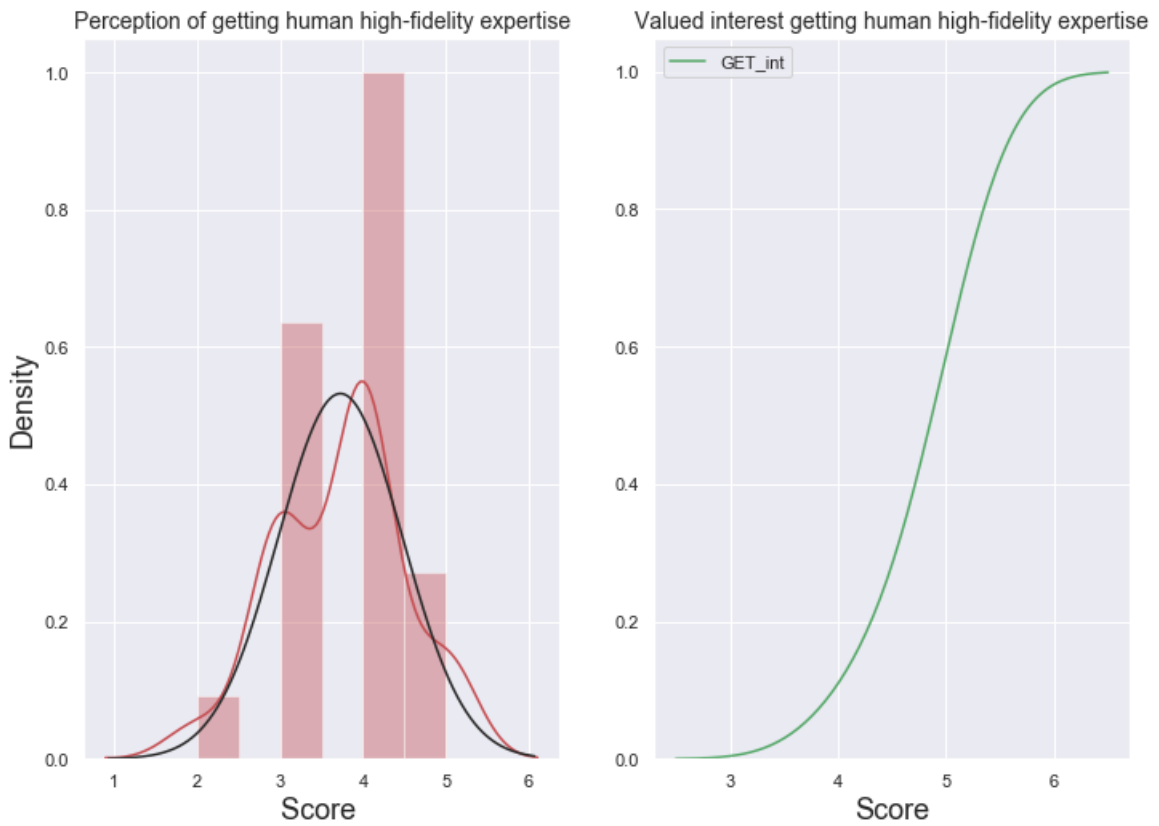 Perception of getting human high-fidelity expertise
Valued interest getting human high-fidelity expertise
Density
1.0
0.8
0.6
0.4
0.2
0.0
1 2 3 4 5 6
Score
GET_int
1.0
0.8
0.6
0.4
0.2
0.0
3 4 5 6
Score